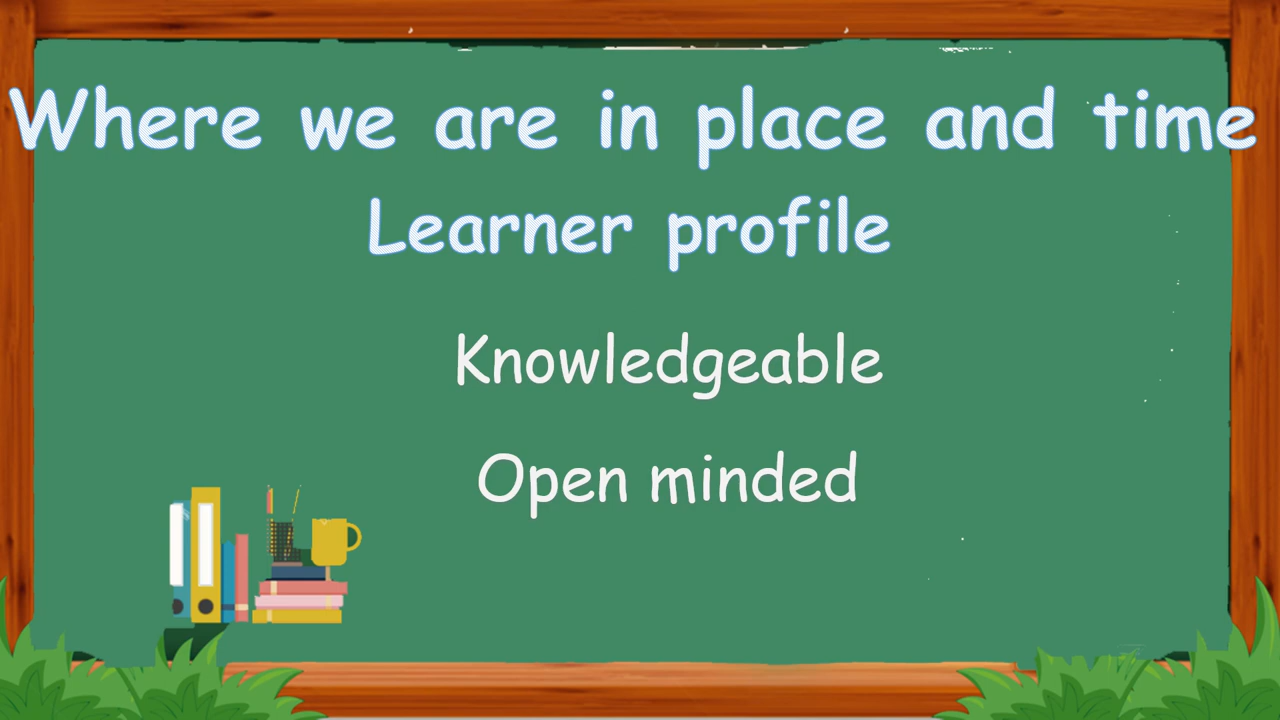 Where we are in place and time
Learner profile
Knowledgeable
Open minded